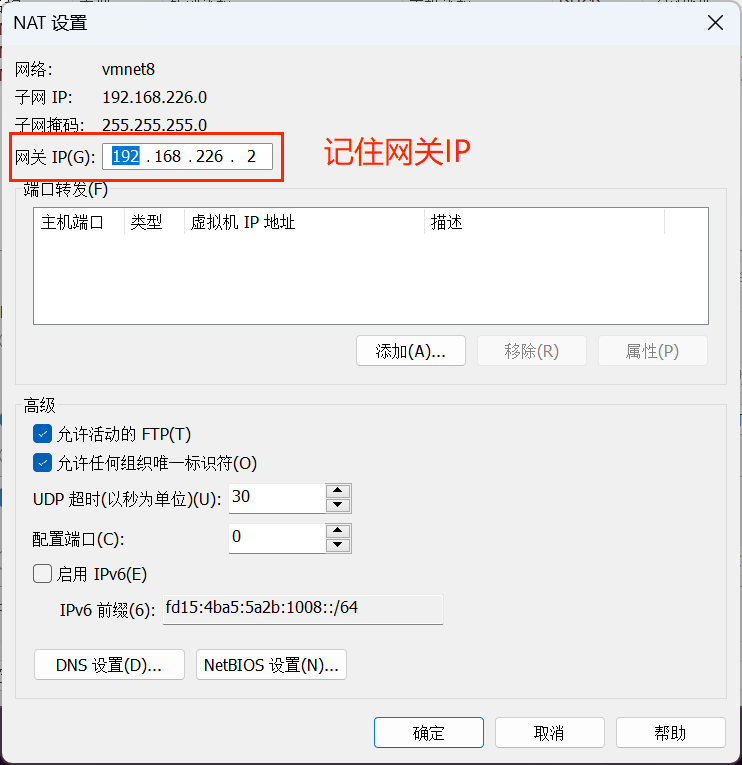 NAT 设置
网络: vmnet8
子网 IP: 192.168.226.0
子网掩码: 255.255.255.0
网关 IP(G): 192 . 168 . 226 . 2
记住网关IP
端口转发(F)
主机端口 类型 虚拟机 IP 地址 描述
添加(A)... 移除(R) 属性(P)
高级
允许活动的 FTP(T)
允许任何组织唯一标识符(O)
UDP 超时(以秒为单位)(U): 30
配置端口(C): 0
启用 IPv6(E)
IPv6 前缀(6): fd15:4ba5:5a2b:1008::/64
DNS 设置(D)... NetBIOS 设置(N)...
确定 取消 帮助